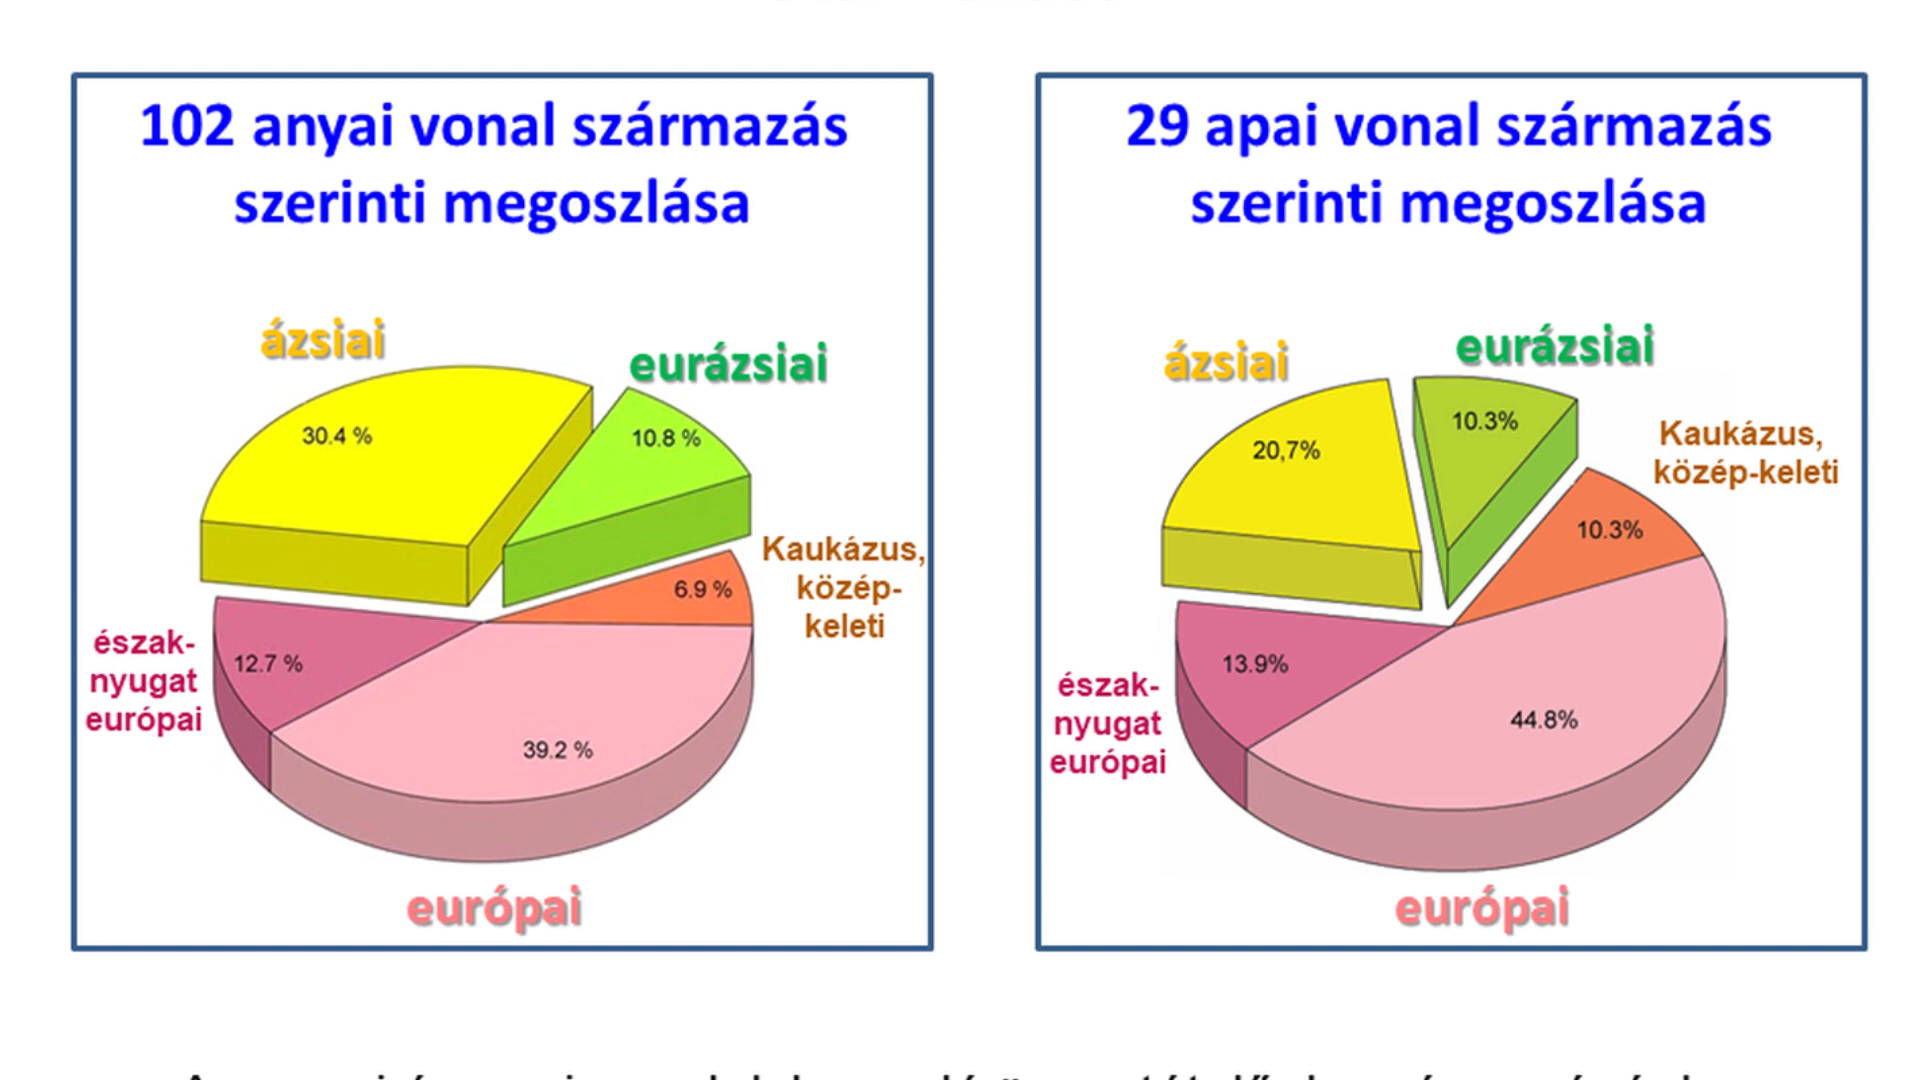 102 anyai vonal származás
szerinti megoszlása
ázsiai
eurázsiai
30.4 %
10.8 %
Kaukázus,
közép-
keleti
6.9 %
észak-
nyugat
európai
12.7 %
39.2 %
európai
29 apai vonal származás
szerinti megoszlása
ázsiai
eurázsiai
20,7%
10.3%
Kaukázus,
közép-keleti
10.3%
észak-
nyugat
európai
13.9%
44.8%
európai